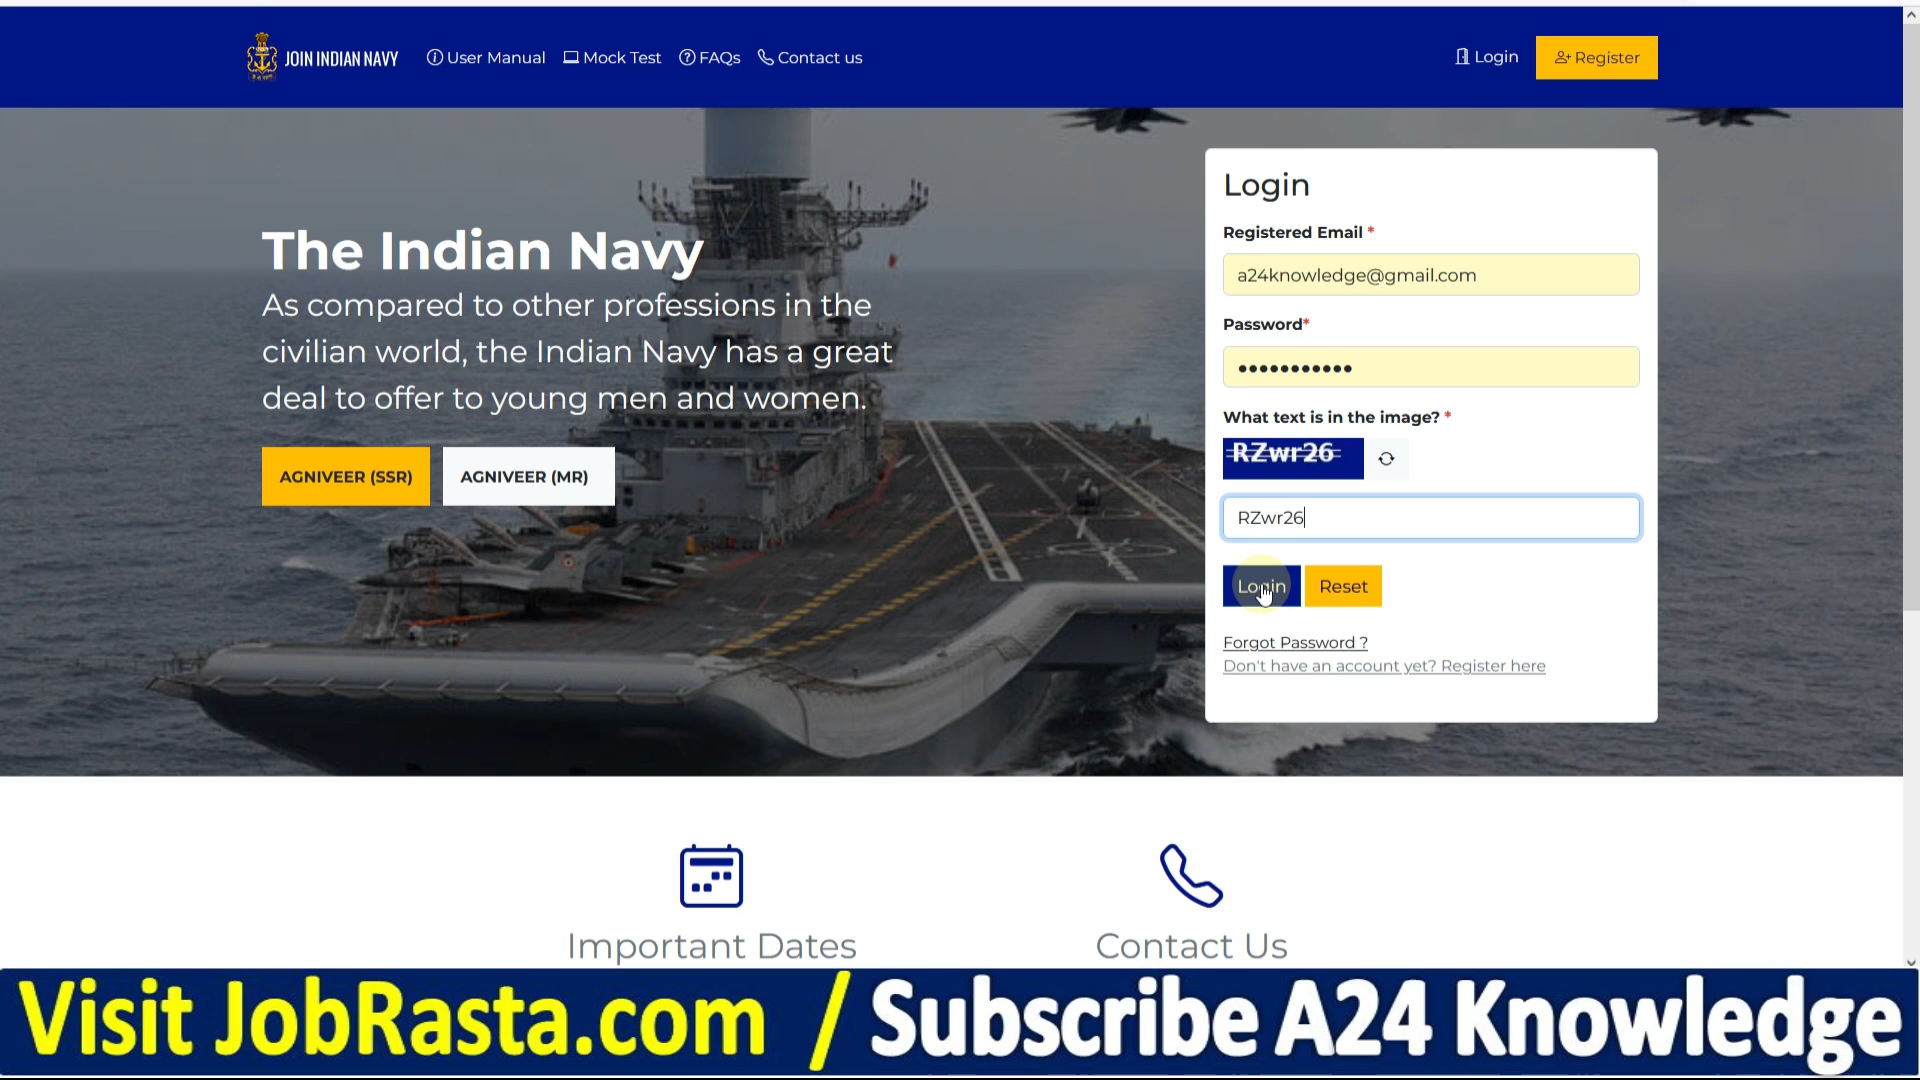 JOIN INDIAN NAVY
User Manual
Mock Test
FAQs
Contact us
Login
Register
The Indian Navy
As compared to other professions in the
civilian world, the Indian Navy has a great
deal to offer to young men and women.
AGNIVEER (SSR)
AGNIVEER (MR)
Login
Registered Email *
a24knowledge@gmail.com
Password*
What text is in the image? *
RZwr26
RZwr26
Login
Reset
Forgot Password ?
Don't have an account yet? Register here
Important Dates
Contact Us
Visit JobRasta.com / Subscribe A24 Knowledge